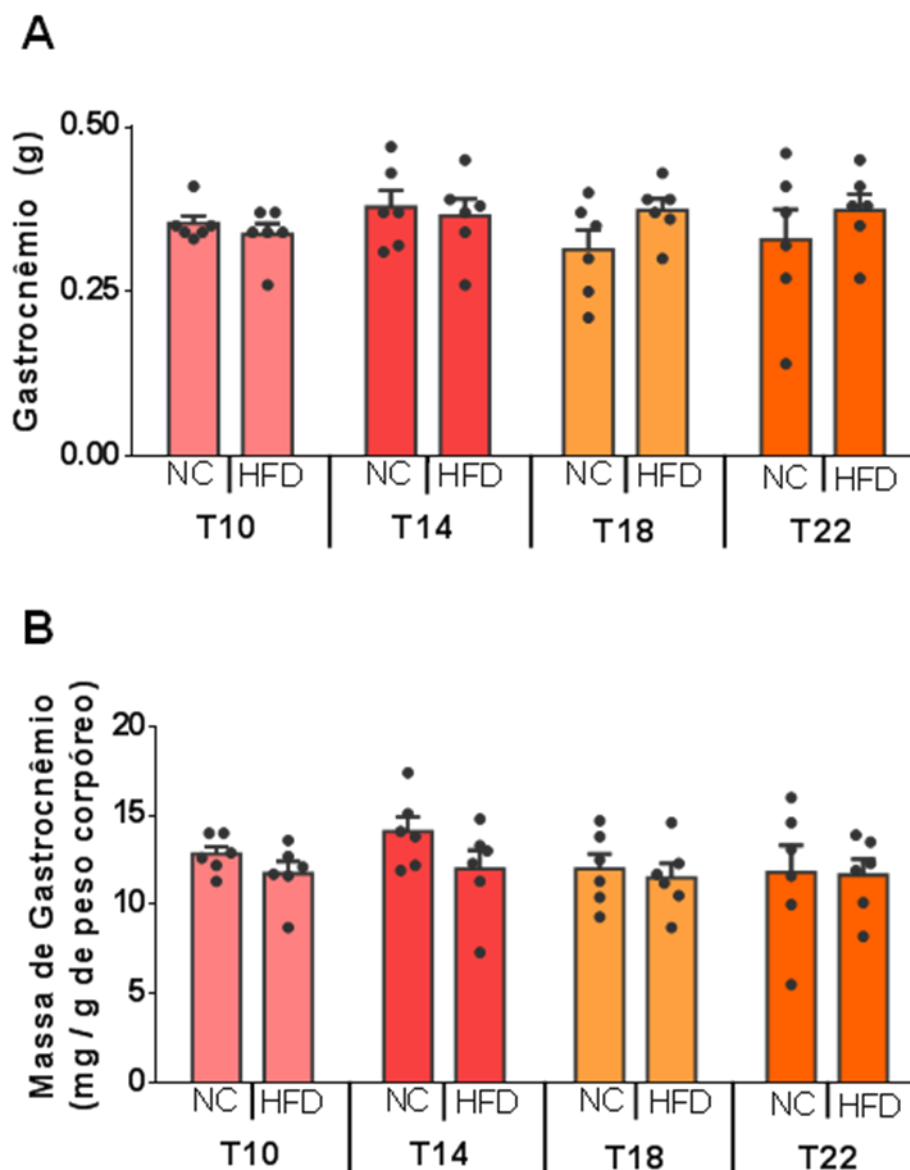 A
Gastrocnêmio (g)
0.50
0.25
0.00
NC HFD NC HFD NC HFD NC HFD
T10 T14 T18 T22
B
Massa de Gastrocnêmio
(mg / g de peso corpóreo)
20
15
10
5
0
NC HFD NC HFD NC HFD NC HFD
T10 T14 T18 T22